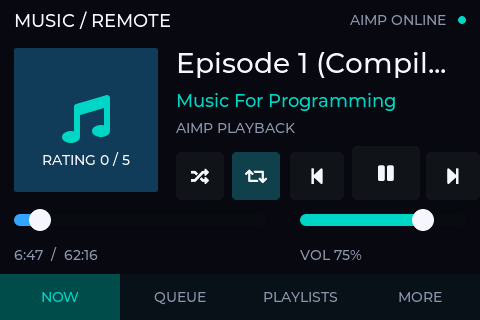 MUSIC / REMOTE
AIMP ONLINE
Episode 1 (Compil...
Music For Programming
AIMP PLAYBACK
RATING 0 / 5
6:47 / 62:16
VOL 75%
NOW
QUEUE
PLAYLISTS
MORE